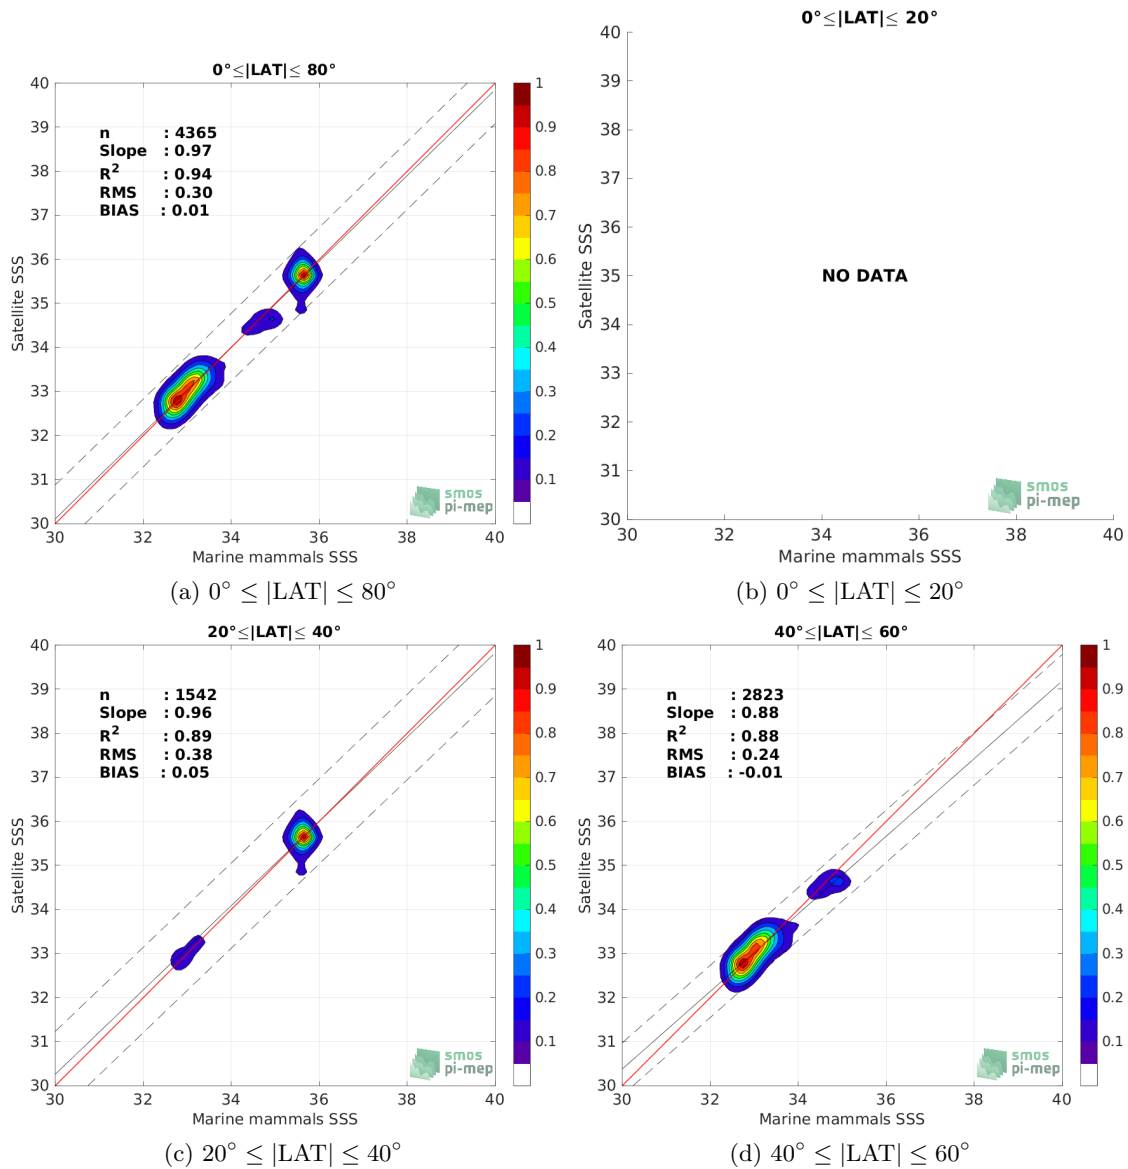 0°≤|LAT|≤ 80°
40
39
38
37
36
35
34
33
32
31
30
Satellite SSS
n : 4365
Slope : 0.97
R² : 0.94
RMS : 0.30
BIAS : 0.01
smos
pi-mep
30 32 34 36 38 40
Marine mammals SSS
1
0.9
0.8
0.7
0.6
0.5
0.4
0.3
0.2
0.1
(a) 0° ≤ |LAT| ≤ 80°
0°≤|LAT|≤ 20°
40
39
38
37
36
35
34
33
32
31
30
Satellite SSS
NO DATA
smos
pi-mep
30 32 34 36 38 40
Marine mammals SSS
(b) 0° ≤ |LAT| ≤ 20°
20°≤|LAT|≤ 40°
40
39
38
37
36
35
34
33
32
31
30
Satellite SSS
n : 1542
Slope : 0.96
R² : 0.89
RMS : 0.38
BIAS : 0.05
smos
pi-mep
30 32 34 36 38 40
Marine mammals SSS
1
0.9
0.8
0.7
0.6
0.5
0.4
0.3
0.2
0.1
(c) 20° ≤ |LAT| ≤ 40°
40°≤|LAT|≤ 60°
40
39
38
37
36
35
34
33
32
31
30
Satellite SSS
n : 2823
Slope : 0.88
R² : 0.88
RMS : 0.24
BIAS : -0.01
smos
pi-mep
30 32 34 36 38 40
Marine mammals SSS
1
0.9
0.8
0.7
0.6
0.5
0.4
0.3
0.2
0.1
(d) 40° ≤ |LAT| ≤ 60°